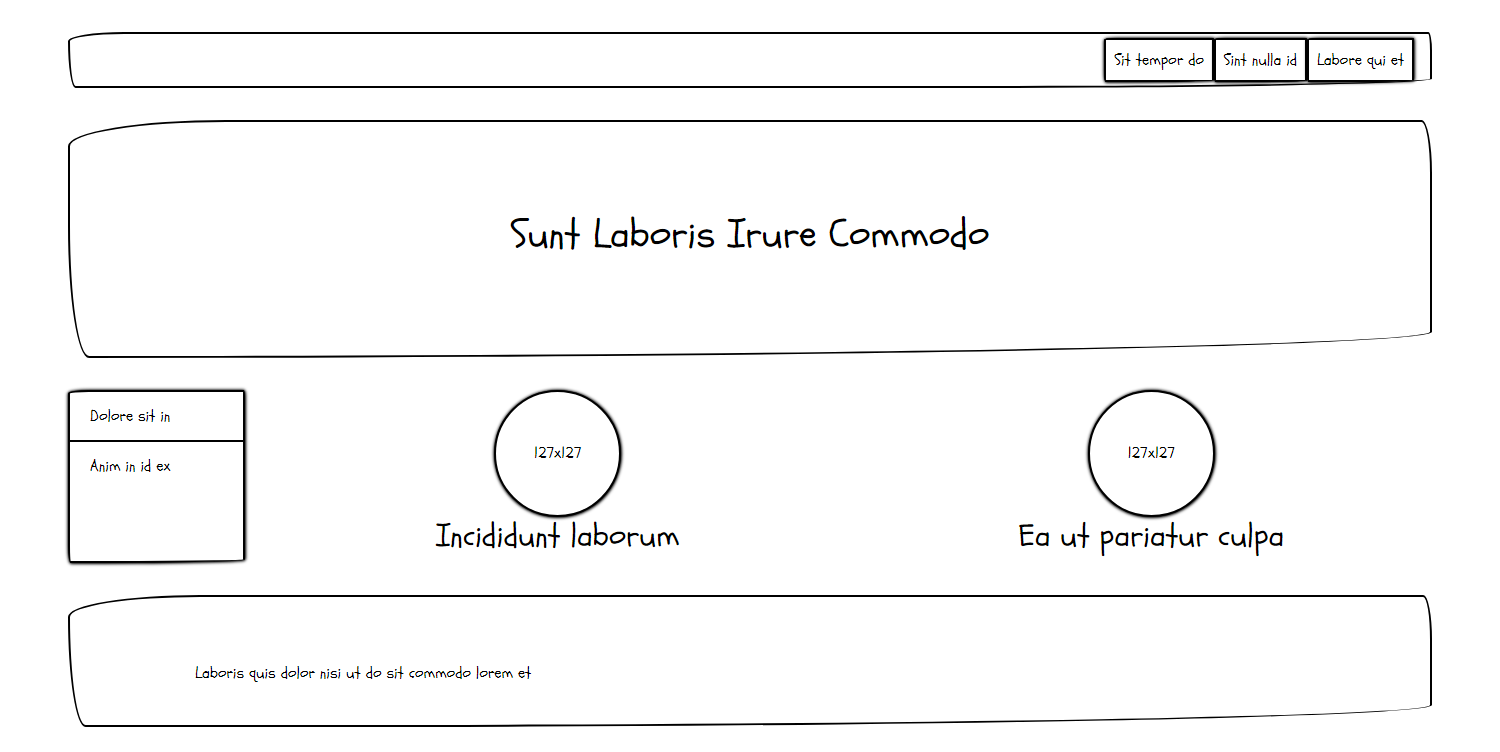 Sit tempor do
Sint nulla id
Labore qui et
Sunt Laboris Irure Commodo
Dolore sit in
Anim in id ex
127x127
Incididunt laborum
127x127
Ea ut pariatur culpa
Laboris quis dolor nisi ut do sit commodo lorem et